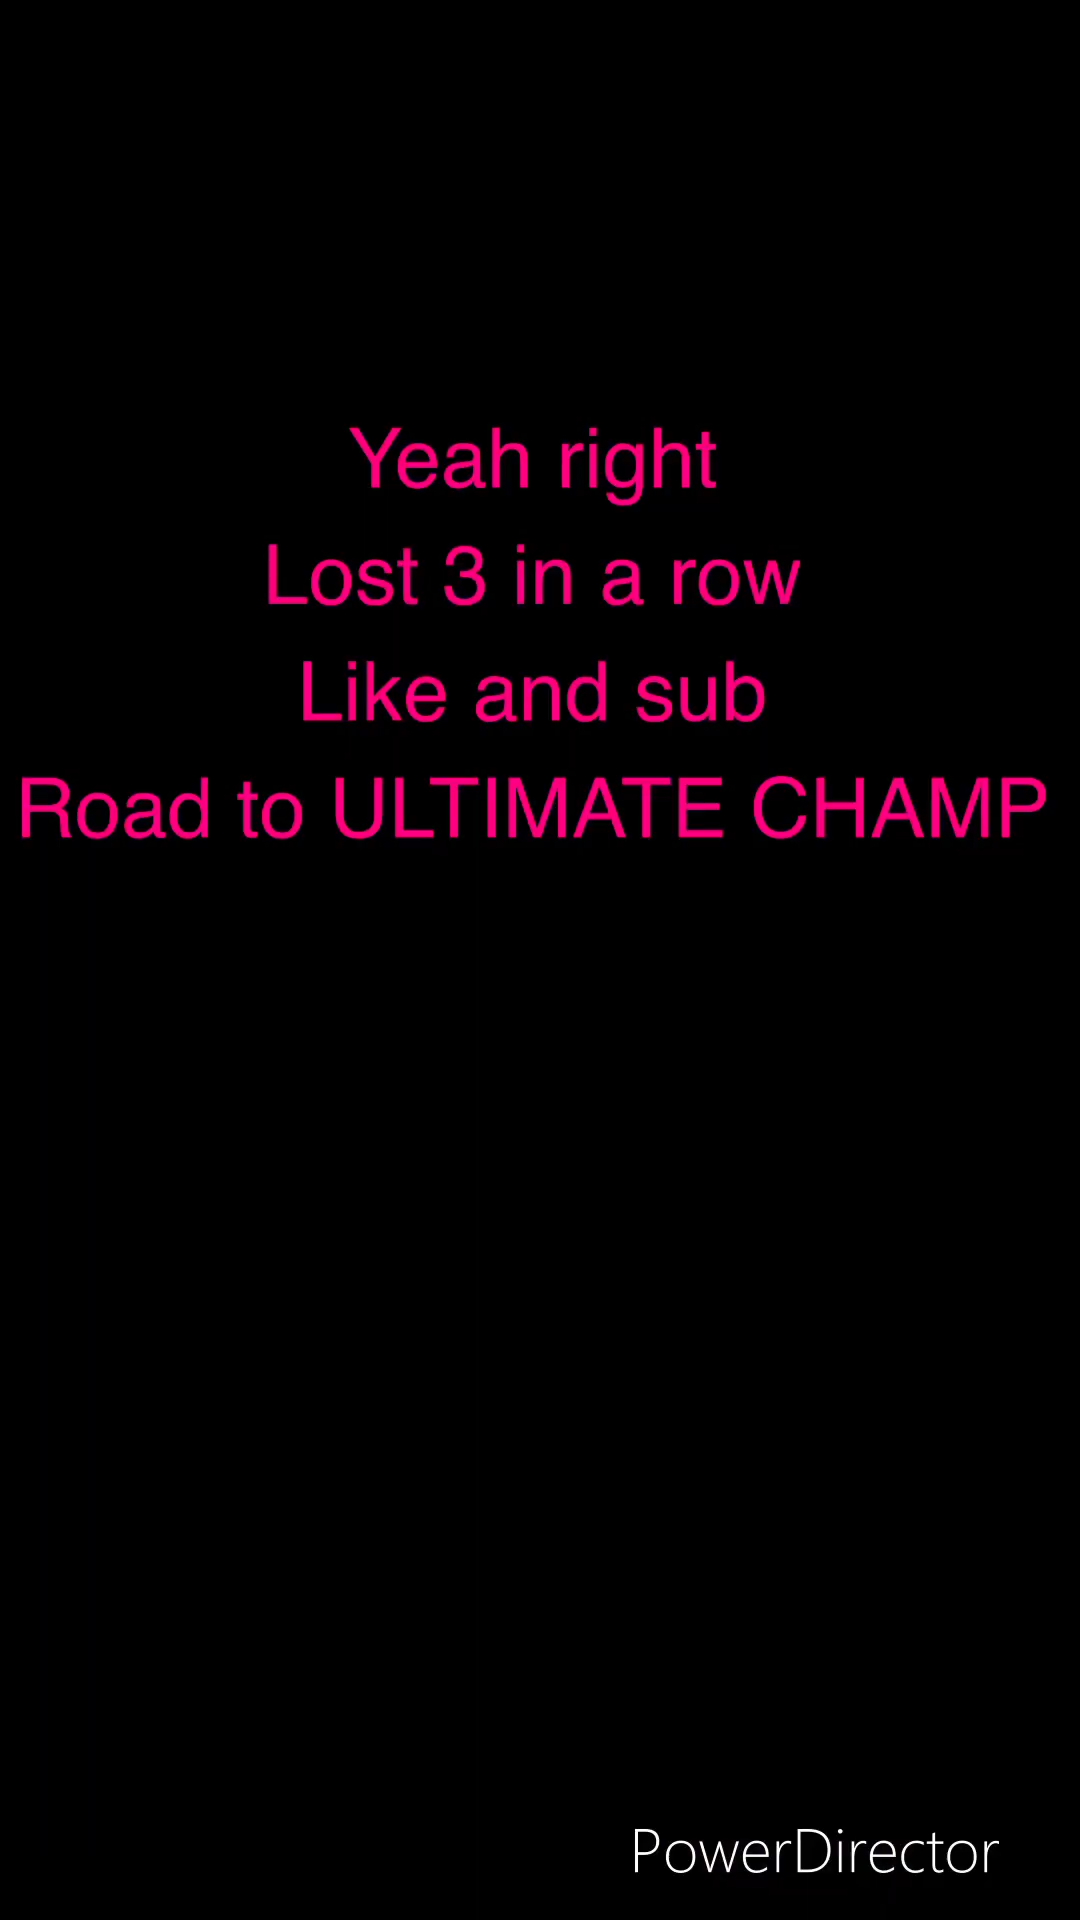 Yeah right
Lost 3 in a row
Like and sub
Road to ULTIMATE CHAMP
PowerDirector